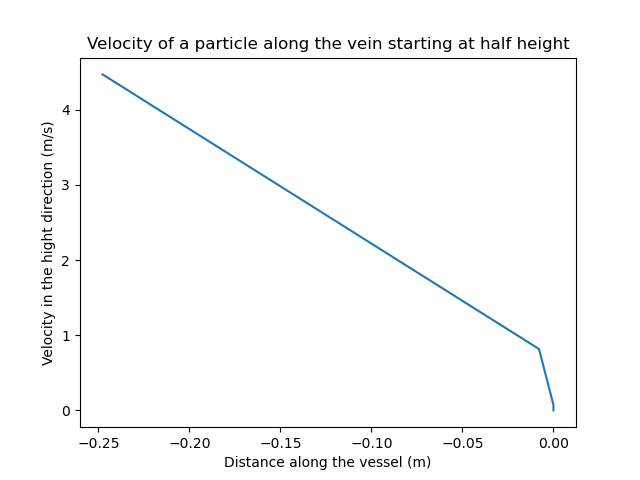 Velocity of a particle along the vein starting at half height
Velocity in the hight direction (m/s)
4
3
2
1
0
−0.25 −0.20 −0.15 −0.10 −0.05 0.00
Distance along the vessel (m)